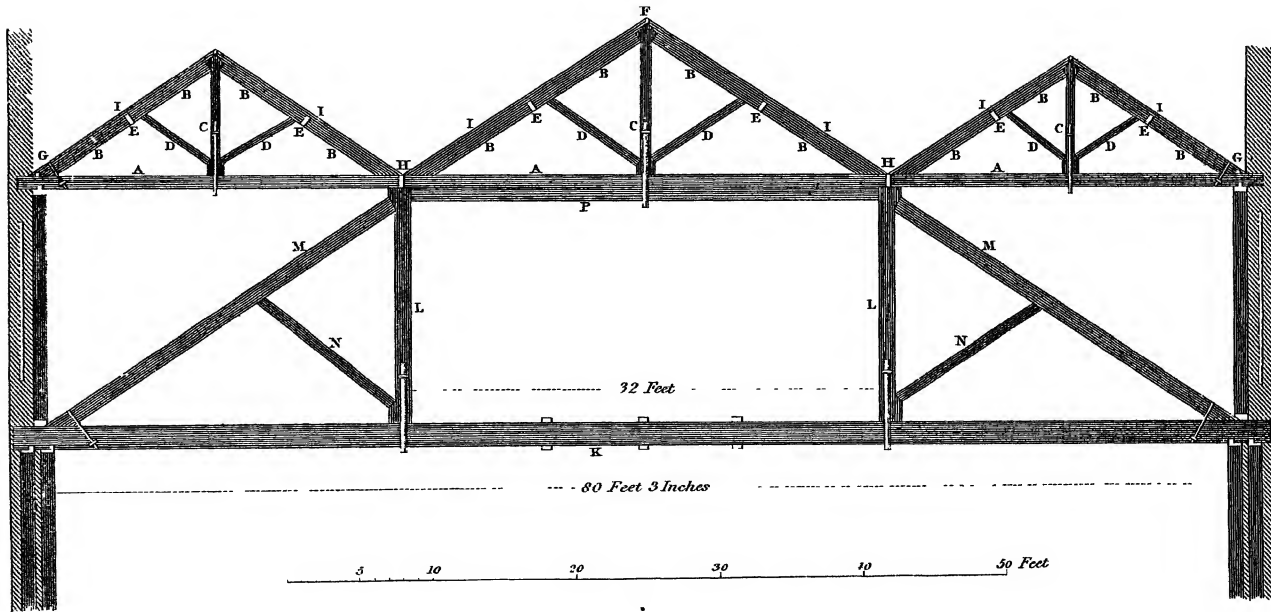 F
B B B B
I I I I I I
C C C
E E E E E E
D D D D D D
G B B B B B B G
A H A H A
P
M M
L L
N N
32 Feet
K
80 Feet 3 Inches
5 10 20 30 40 50 Feet